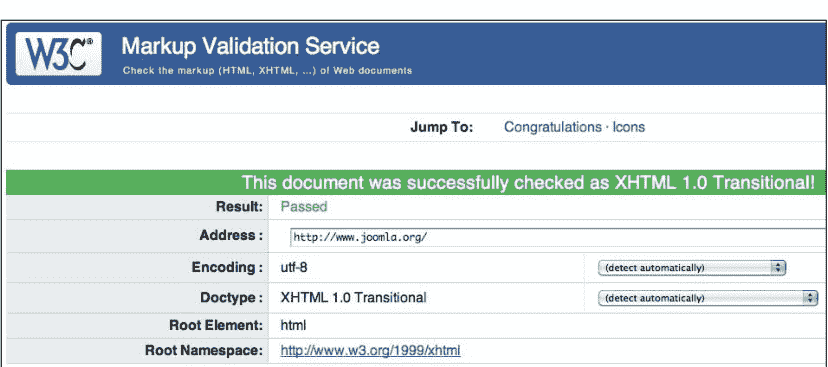 W3C® Markup Validation Service
Check the markup (HTML, XHTML, ...) of Web documents
Jump To: Congratulations · Icons
This document was successfully checked as XHTML 1.0 Transitional!
Result: Passed
Address : http://www.joomla.org/
Encoding : utf-8 (detect automatically)
Doctype : XHTML 1.0 Transitional (detect automatically)
Root Element: html
Root Namespace: http://www.w3.org/1999/xhtml